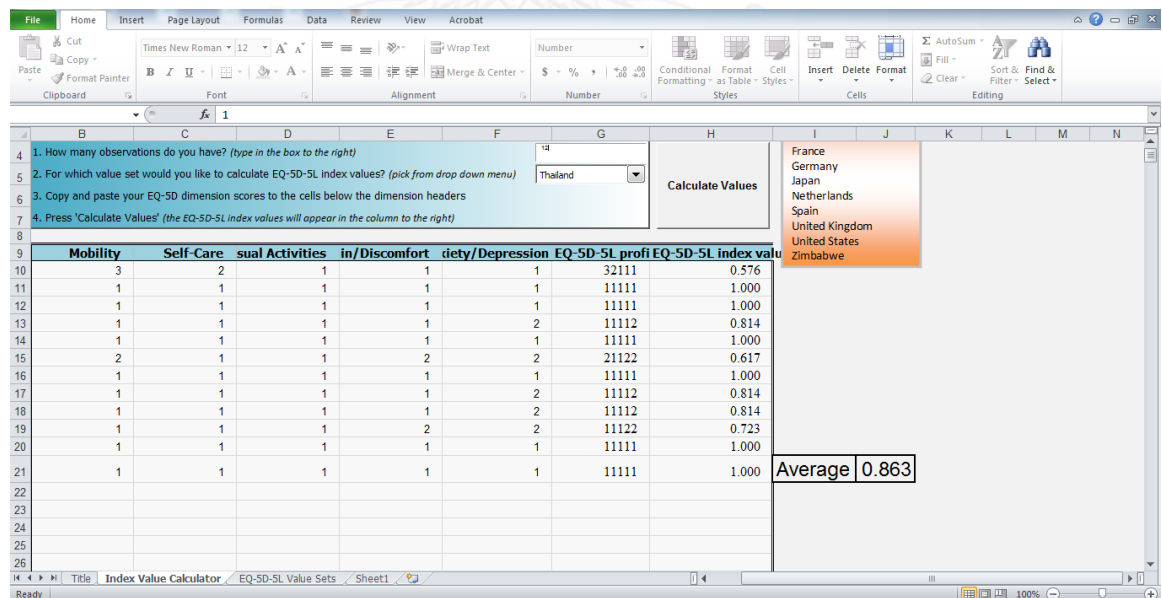 File Home Insert Page Layout Formulas Data Review View Acrobat
Cut
Copy
Format Painter
Paste
Times New Roman 12 A A
B I U A
Wrap Text
Merge & Center
Number
$ % ,
Conditional Formatting
Format as Table
Cell Styles
Insert Delete Format
Σ AutoSum
Fill
Clear
Sort & Filter
Find & Select
Clipboard Font Alignment Number Styles Cells Editing
fx 1
B C D E F G H I J K L M N
4 1. How many observations do you have? (type in the box to the right) 12
5 2. For which value set would you like to calculate EQ-5D-5L index values? (pick from drop down menu) Thailand
6 3. Copy and paste your EQ-5D dimension scores to the cells below the dimension headers
7 4. Press 'Calculate Values' (the EQ-5D-5L index values will appear in the column to the right)
Calculate Values
France
Germany
Japan
Netherlands
Spain
United Kingdom
United States
Zimbabwe
8
9 Mobility Self-Care sual Activities in/Discomfort ciety/Depression EQ-5D-5L profi EQ-5D-5L index valu
10 3 2 1 1 1 32111 0.576
11 1 1 1 1 1 11111 1.000
12 1 1 1 1 1 11111 1.000
13 1 1 1 1 2 11112 0.814
14 1 1 1 1 1 11111 1.000
15 2 1 1 2 2 21122 0.617
16 1 1 1 1 1 11111 1.000
17 1 1 1 1 2 11112 0.814
18 1 1 1 1 2 11112 0.814
19 1 1 1 2 2 11122 0.723
20 1 1 1 1 1 11111 1.000
21 1 1 1 1 1 11111 1.000 Average 0.863
22
23
24
25
26
Title Index Value Calculator EQ-5D-5L Value Sets Sheet1
Ready 100%